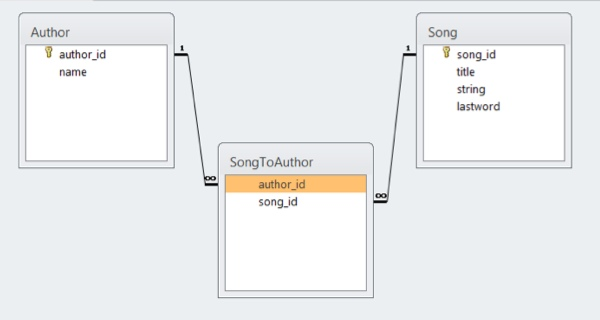 Author
author_id
name
1
Song
song_id
title
string
lastword
1
SongToAuthor
author_id
song_id
∞
∞